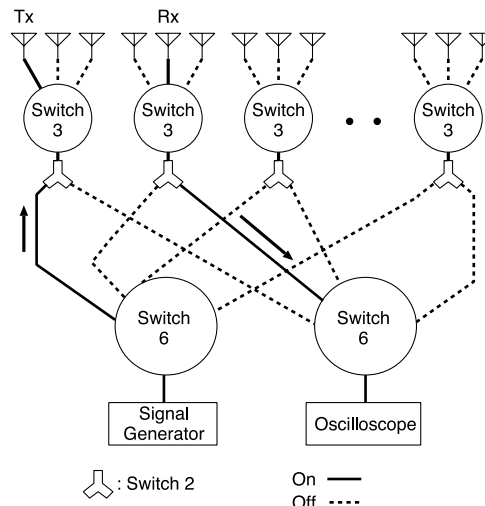 Tx Rx
Switch 3
Switch 3
Switch 3
Switch 3
Switch 6
Switch 6
Signal Generator
Oscilloscope
: Switch 2
On
Off